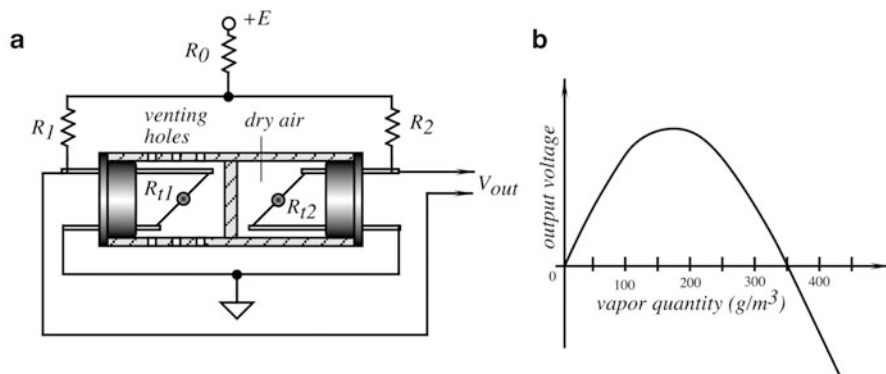 a
+E
R0
R1
venting
holes
dry air
R2
Rt1
Rt2
Vout
b
output voltage
0
100
200
300
400
vapor quantity (g/m³)